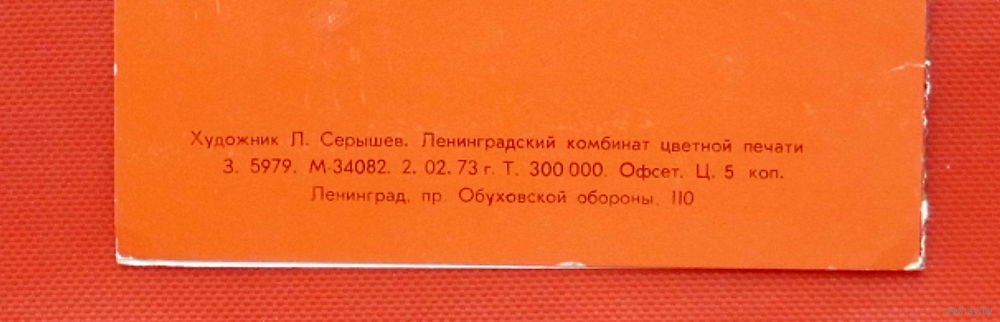 Художник Л. Серышев. Ленинградский комбинат цветной печати
З. 5979. М-34082. 2. 02. 73 г. Т. 300 000. Офсет. Ц. 5 коп.
Ленинград, пр. Обуховской обороны, 110